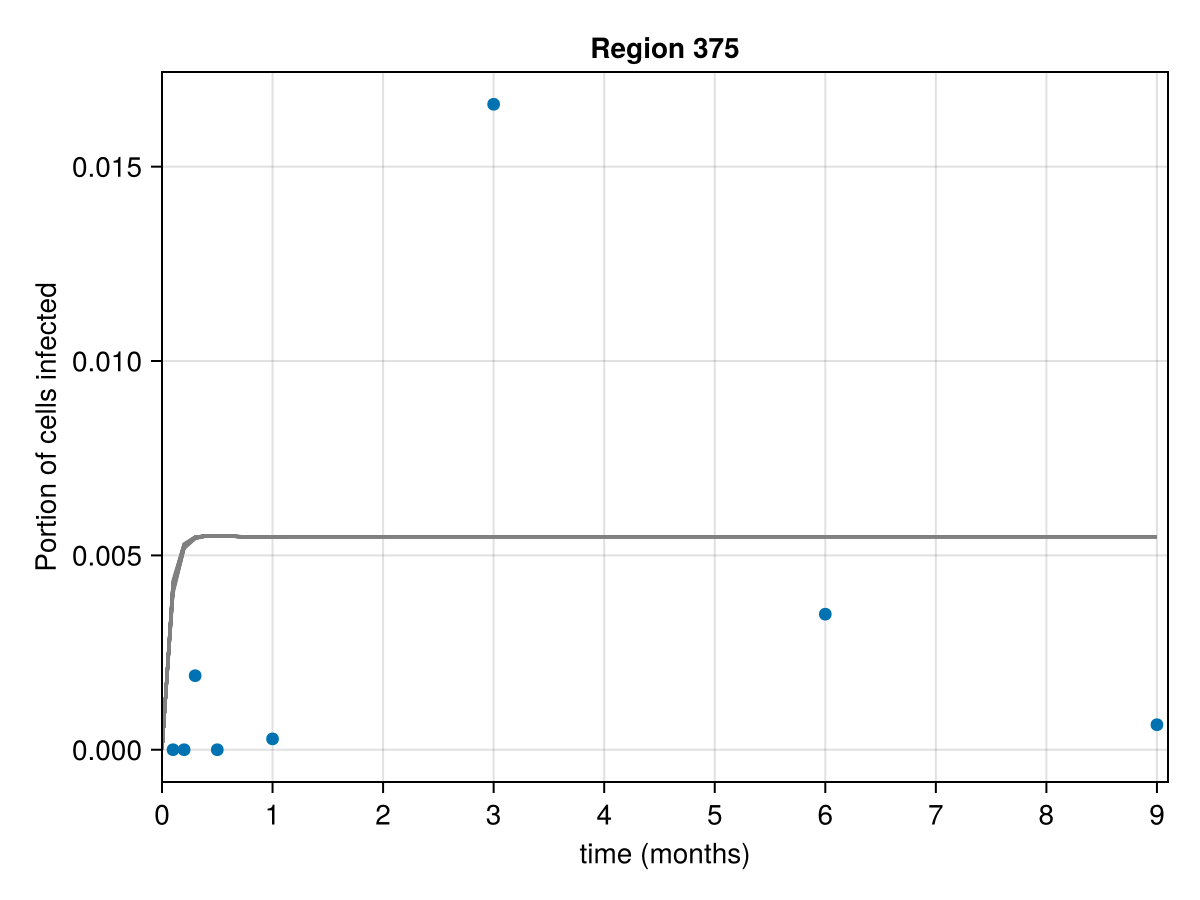 Region 375
Portion of cells infected
0.015
0.010
0.005
0.000
0 1 2 3 4 5 6 7 8 9
time (months)